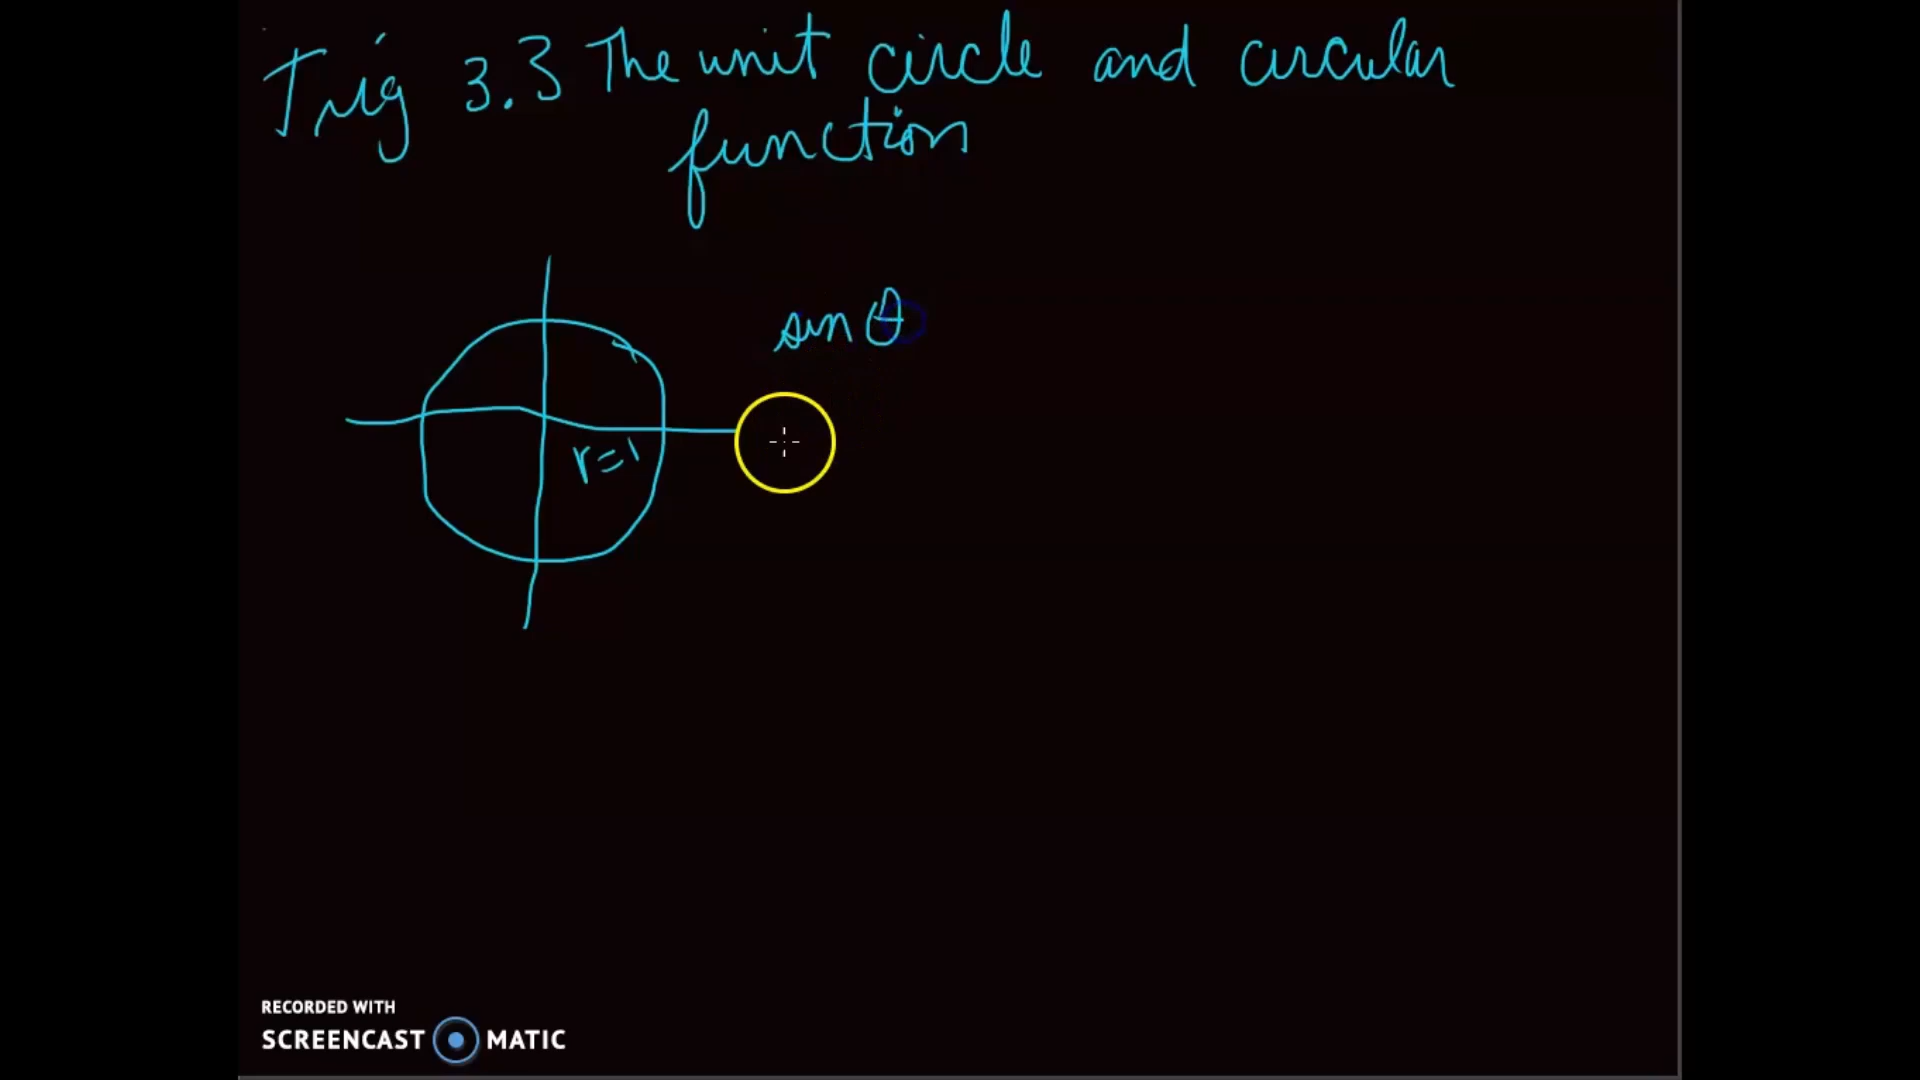 Trig 3.3 The unit circle and circular
function
sin θ
r=1
RECORDED WITH
SCREENCAST MATIC